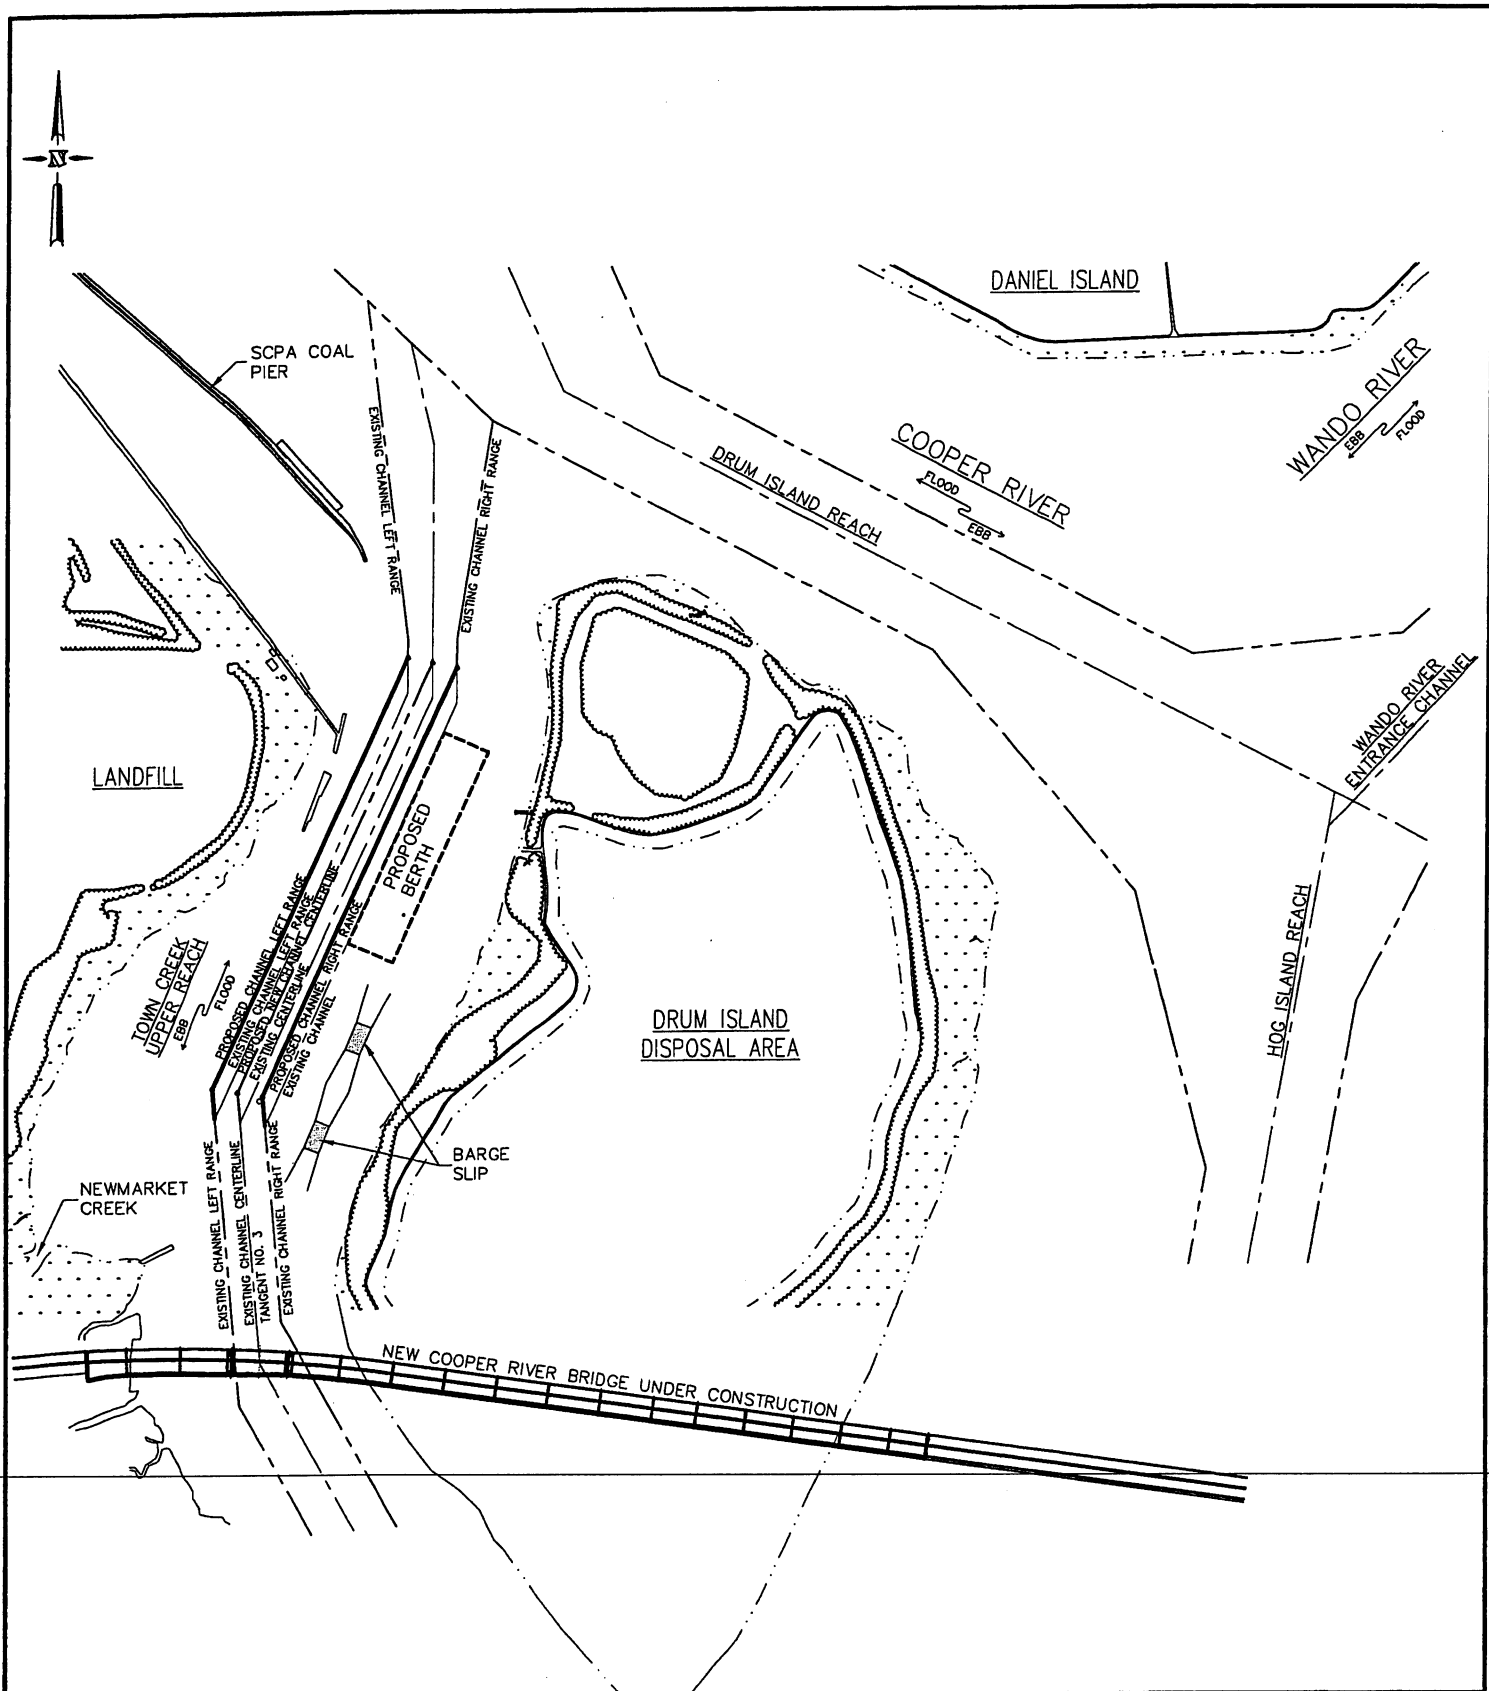 N
DANIEL ISLAND
SCPA COAL
PIER
WANDO RIVER
EBB
FLOOD
COOPER RIVER
FLOOD
EBB
DRUM ISLAND REACH
EXISTING CHANNEL LEFT RANGE
EXISTING CHANNEL RIGHT RANGE
WANDO RIVER
ENTRANCE CHANNEL
LANDFILL
PROPOSED
BERTH
HOG ISLAND REACH
TOWN CREEK
UPPER REACH
EBB
FLOOD
PROPOSED CHANNEL LEFT RANGE
EXISTING CHANNEL LEFT RANGE
PROPOSED NEW CHANNEL CENTERLINE
EXISTING CENTERLINE
PROPOSED CHANNEL RIGHT RANGE
EXISTING CHANNEL
DRUM ISLAND
DISPOSAL AREA
BARGE
SLIP
NEWMARKET
CREEK
EXISTING CHANNEL LEFT RANGE
EXISTING CHANNEL CENTERLINE
TANGENT NO. 3
EXISTING CHANNEL RIGHT RANGE
NEW COOPER RIVER BRIDGE UNDER CONSTRUCTION